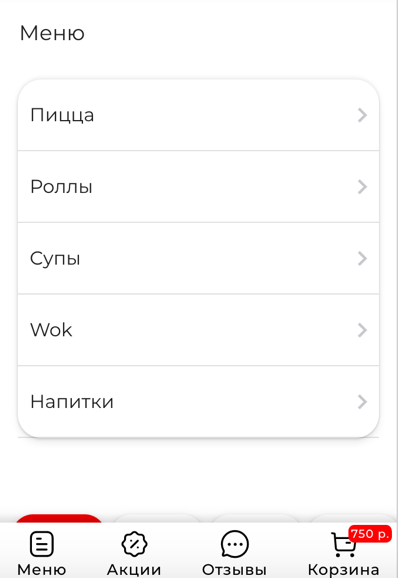 Меню
Пицца
Роллы
Супы
Wok
Напитки
750 р.
Меню Акции Отзывы Корзина